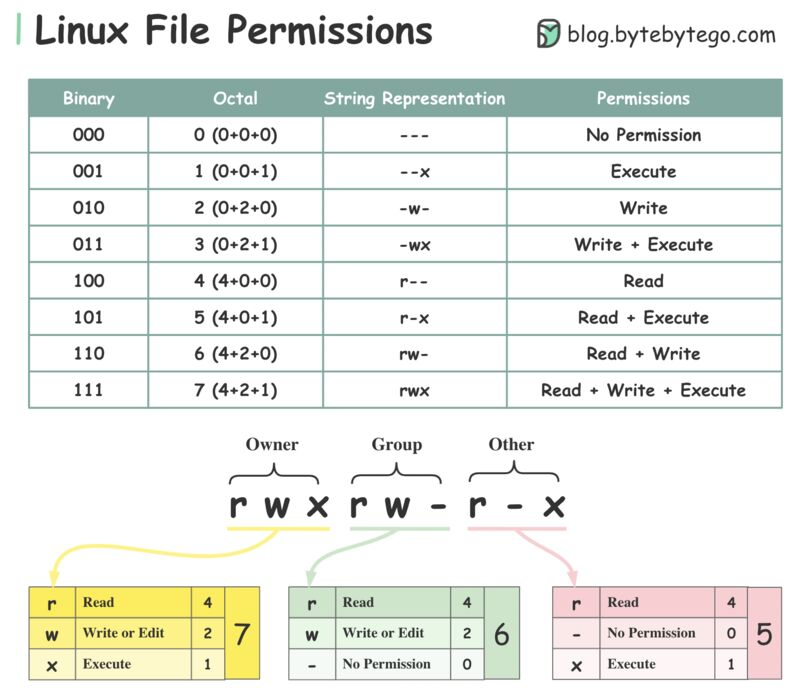 Linux File Permissions
blog.bytebytego.com
Binary Octal String Representation Permissions
000 0 (0+0+0) --- No Permission
001 1 (0+0+1) --x Execute
010 2 (0+2+0) -w- Write
011 3 (0+2+1) -wx Write + Execute
100 4 (4+0+0) r-- Read
101 5 (4+0+1) r-x Read + Execute
110 6 (4+2+0) rw- Read + Write
111 7 (4+2+1) rwx Read + Write + Execute
Owner Group Other
r w x r w - r - x
r Read 4
w Write or Edit 2 7
x Execute 1
r Read 4
w Write or Edit 2 6
- No Permission 0
r Read 4
- No Permission 0 5
x Execute 1